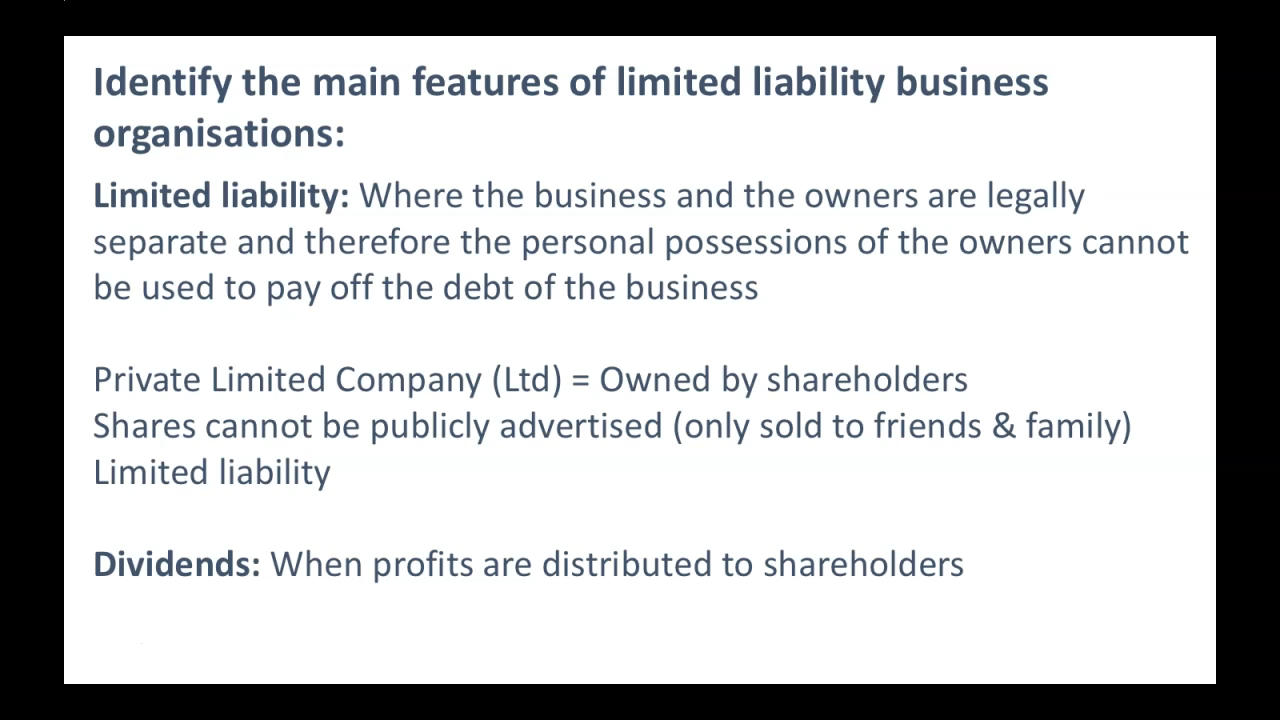 Identify the main features of limited liability business
organisations:
Limited liability: Where the business and the owners are legally
separate and therefore the personal possessions of the owners cannot
be used to pay off the debt of the business
Private Limited Company (Ltd) = Owned by shareholders
Shares cannot be publicly advertised (only sold to friends & family)
Limited liability
Dividends: When profits are distributed to shareholders